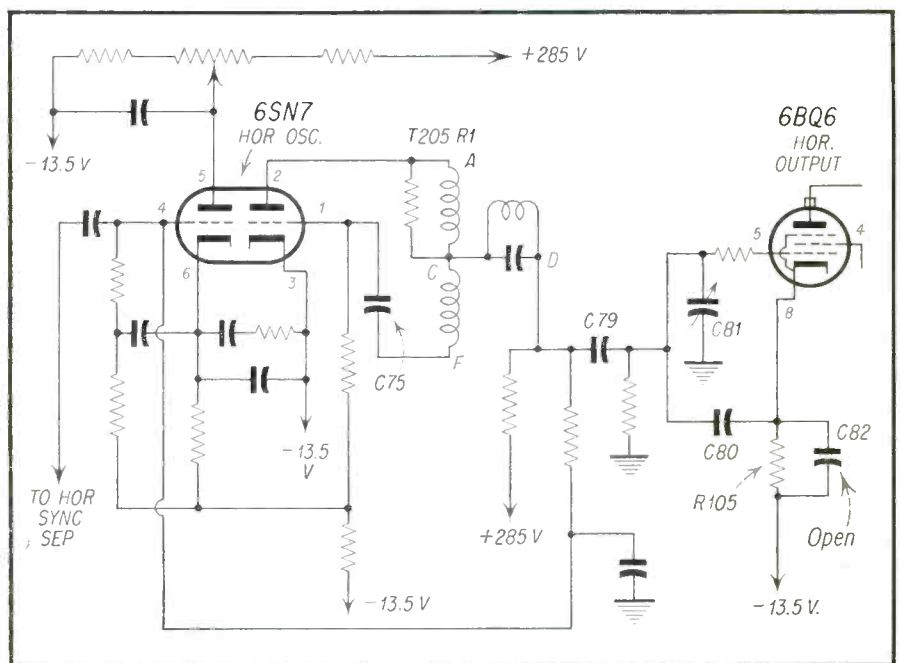 +285 V
6SN7
HOR OSC.
T205 R1
6BQ6
HOR.
OUTPUT
-13.5 V
5
2
A
4
1
5
4
C
D
6
3
8
C79
C81
C75
F
-13.5
V
C80
C82
R105
TO HOR
SYNC
SEP
+285 V
Open
-13.5 V
-13.5 V.